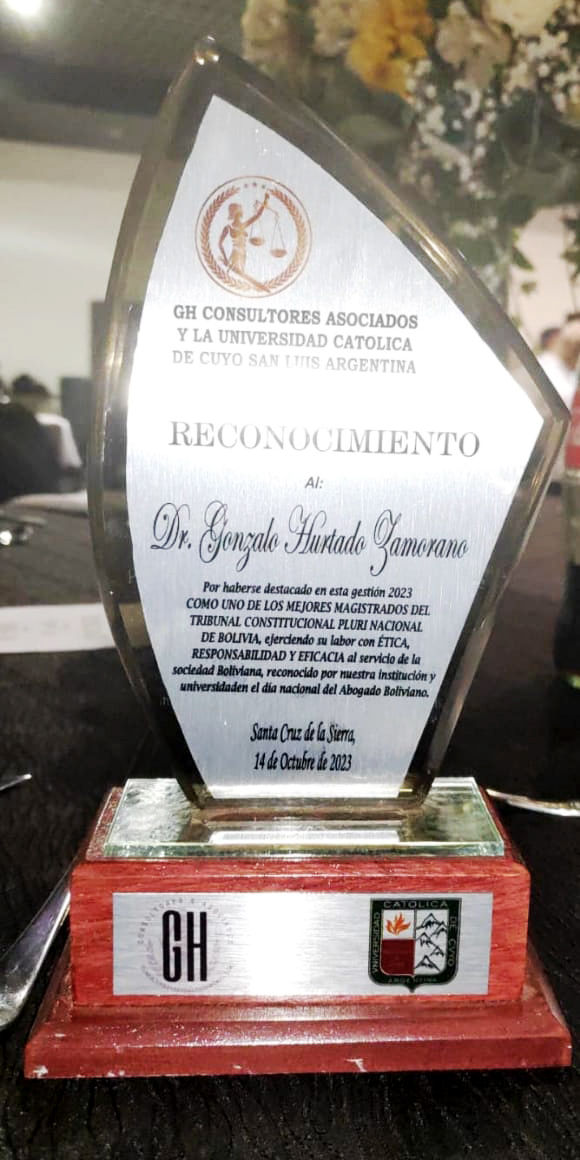 GH CONSULTORES ASOCIADOS
Y LA UNIVERSIDAD CATOLICA
DE CUYO SAN LUIS ARGENTINA
RECONOCIMIENTO
Al:
Dr. Gonzalo Hurtado Zamorano
Por haberse destacado en esta gestión 2023
COMO UNO DE LOS MEJORES MAGISTRADOS DEL
TRIBUNAL CONSTITUCIONAL PLURI NACIONAL
DE BOLIVIA, ejerciendo su labor con ÉTICA,
RESPONSABILIDAD Y EFICACIA al servicio de la
sociedad Boliviana, reconocido por nuestra institución y
universidaden el día nacional del Abogado Boliviano.
Santa Cruz de la Sierra,
14 de Octubre de 2023
GH
UNIVERSIDAD
CATOLICA
DE CUYO
ARGENTINA